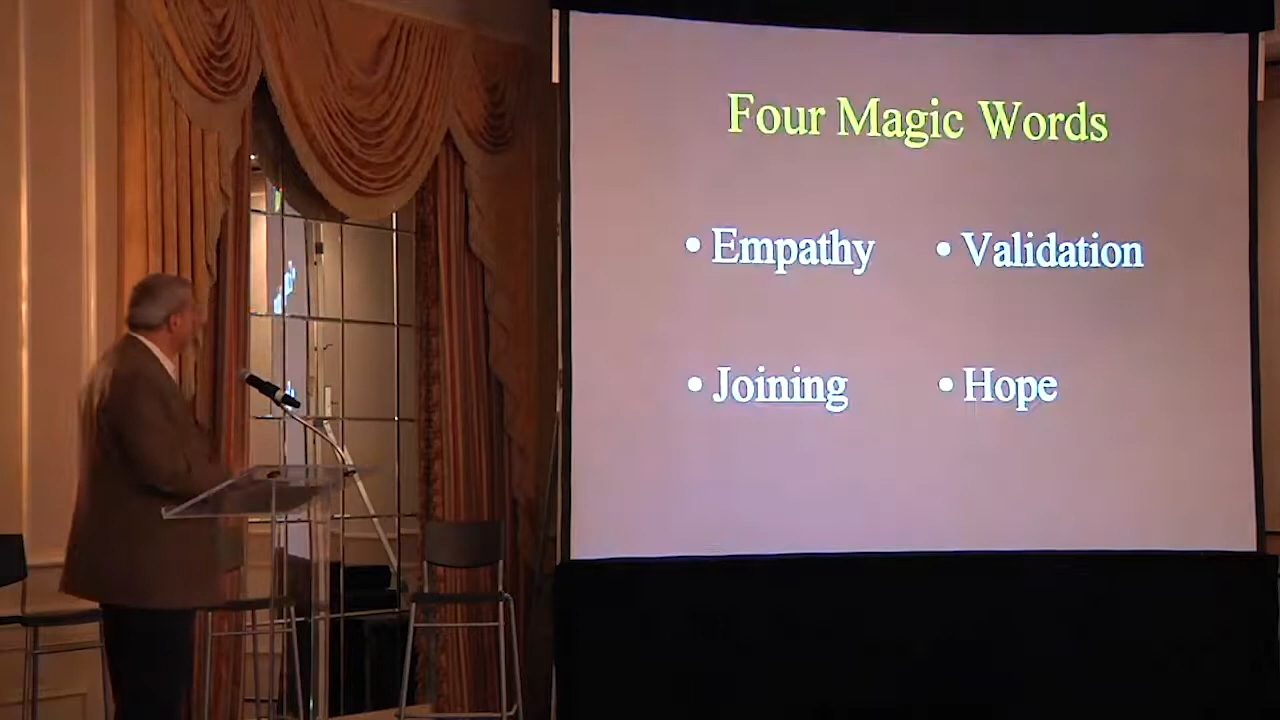 Four Magic Words
• Empathy
• Validation
• Joining
• Hope